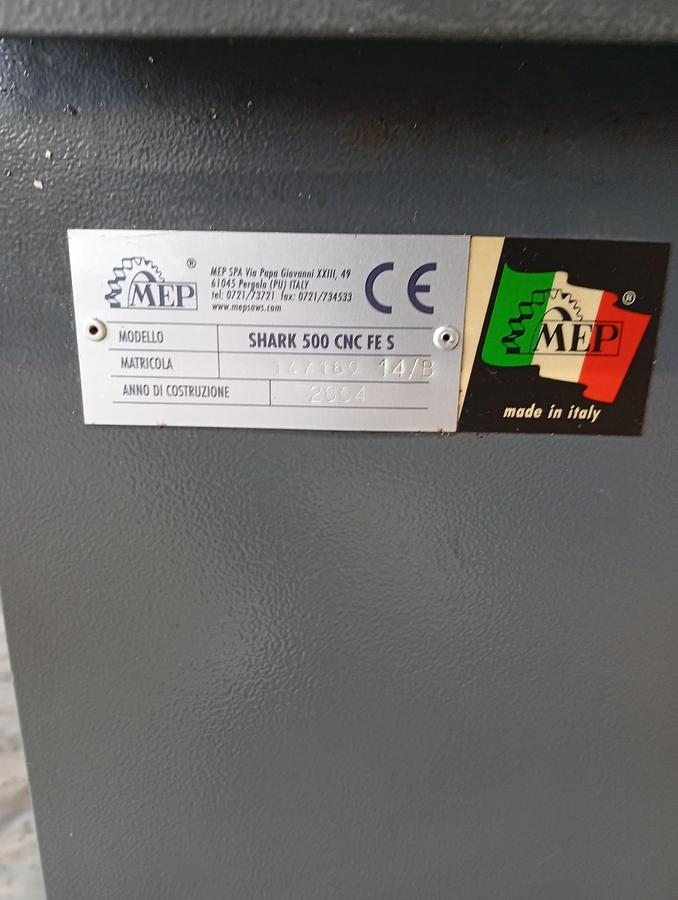 MEP ®
MEP SPA Via Papa Giovanni XXIII, 49
61045 Pergola (PU) ITALY
tel: 0721/73721 fax: 0721/734533
www.mepsaws.com
CE
MODELLO SHARK 500 CNC FE S
MATRICOLA 14/B
ANNO DI COSTRUZIONE 2004
MEP ®
made in italy